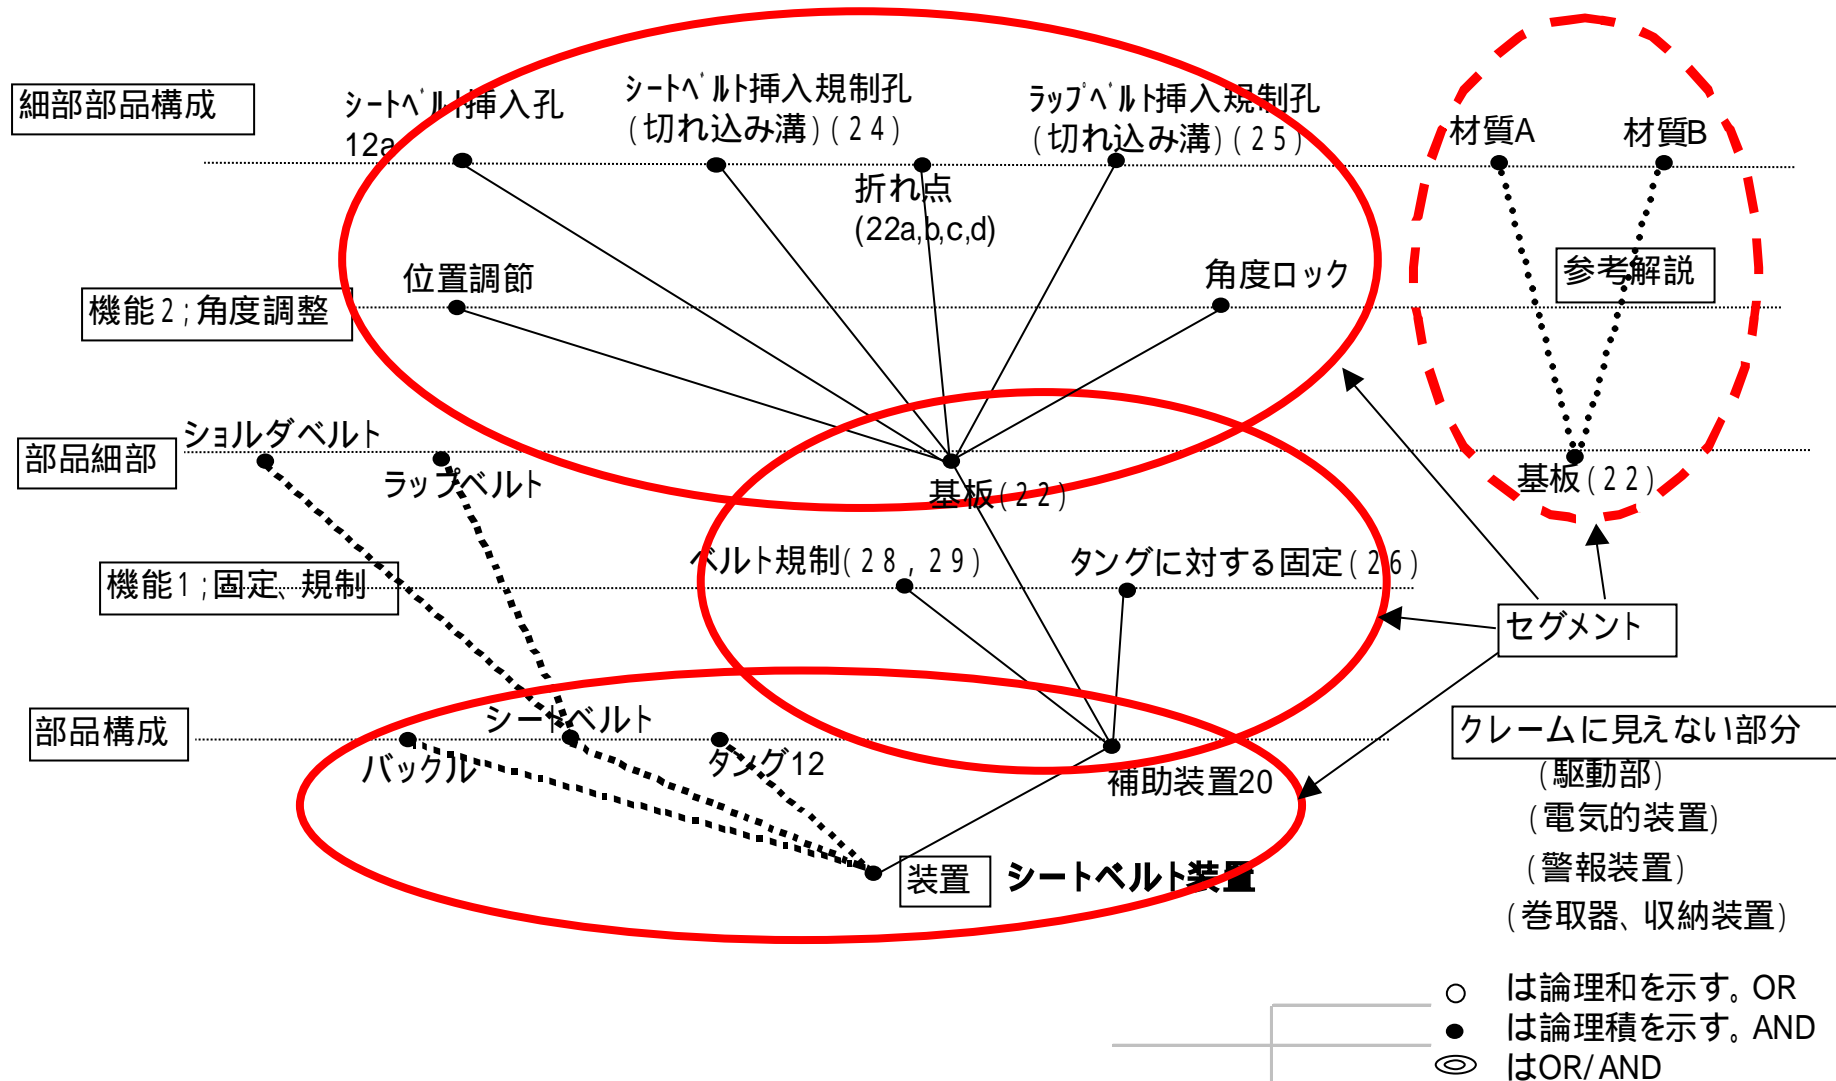 細部部品構成
シートベルト挿入孔
12a
シートベルト挿入規制孔
(切れ込み溝)(24)
ラップベルト挿入規制孔
(切れ込み溝)(25)
材質A
材質B
折れ点
(22a,b,c,d)
機能2;角度調整
位置調節
角度ロック
参考解説
部品細部
ショルダベルト
ラップベルト
基板(22)
基板(22)
機能1;固定、規制
ベルト規制(28,29)
タングに対する固定(26)
セグメント
部品構成
バックル
シートベルト
タング12
補助装置20
クレームに見えない部分
(駆動部)
(電気的装置)
(警報装置)
(巻取器、収納装置)
装置
シートベルト装置
○ は論理和を示す。OR
● は論理積を示す。AND
◎ はOR/AND